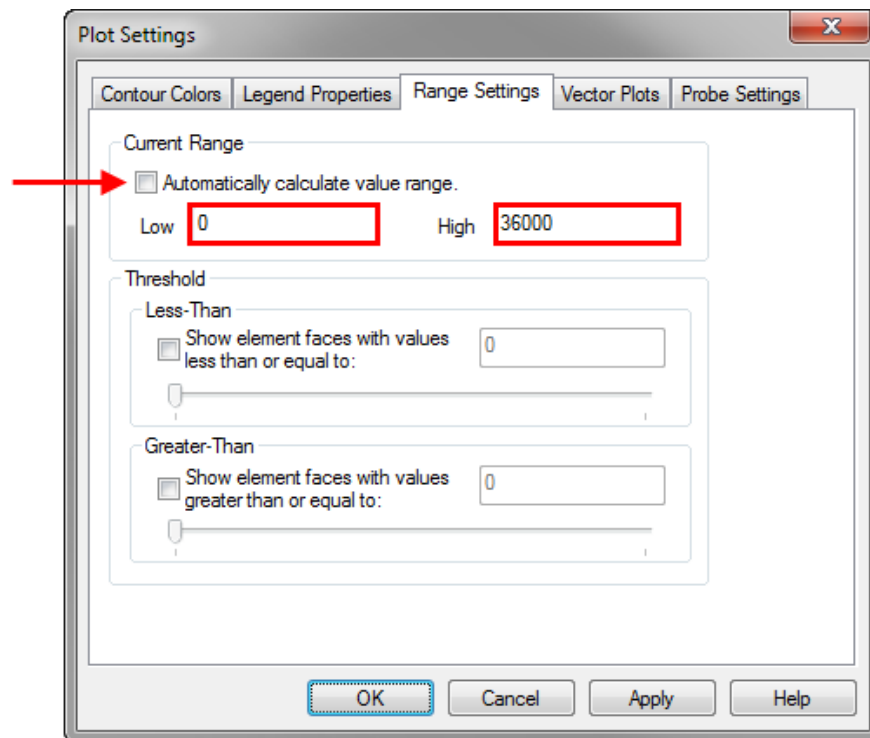 Plot Settings
Contour Colors Legend Properties Range Settings Vector Plots Probe Settings
Current Range
Automatically calculate value range.
Low 0 High 36000
Threshold
Less-Than
Show element faces with values
less than or equal to:
0
Greater-Than
Show element faces with values
greater than or equal to:
0
OK Cancel Apply Help